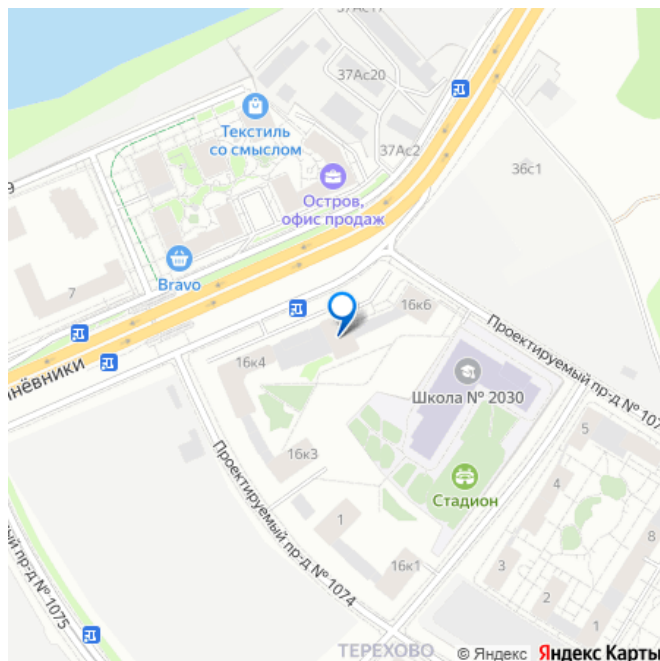 37Ас17
37Ас20
Текстиль
со смыслом
37Ас2
36с1
Остров,
офис продаж
7
Bravo
16к6
Проектируемый пр-д № 107
16к4
Школа № 2030
5
16к3
4
Стадион
Проектируемый пр-д № 1074
1
8
16к1
3
2
1
пр-д № 1075
ТЕРЕХОВО
© Яндекс
Яндекс Карты